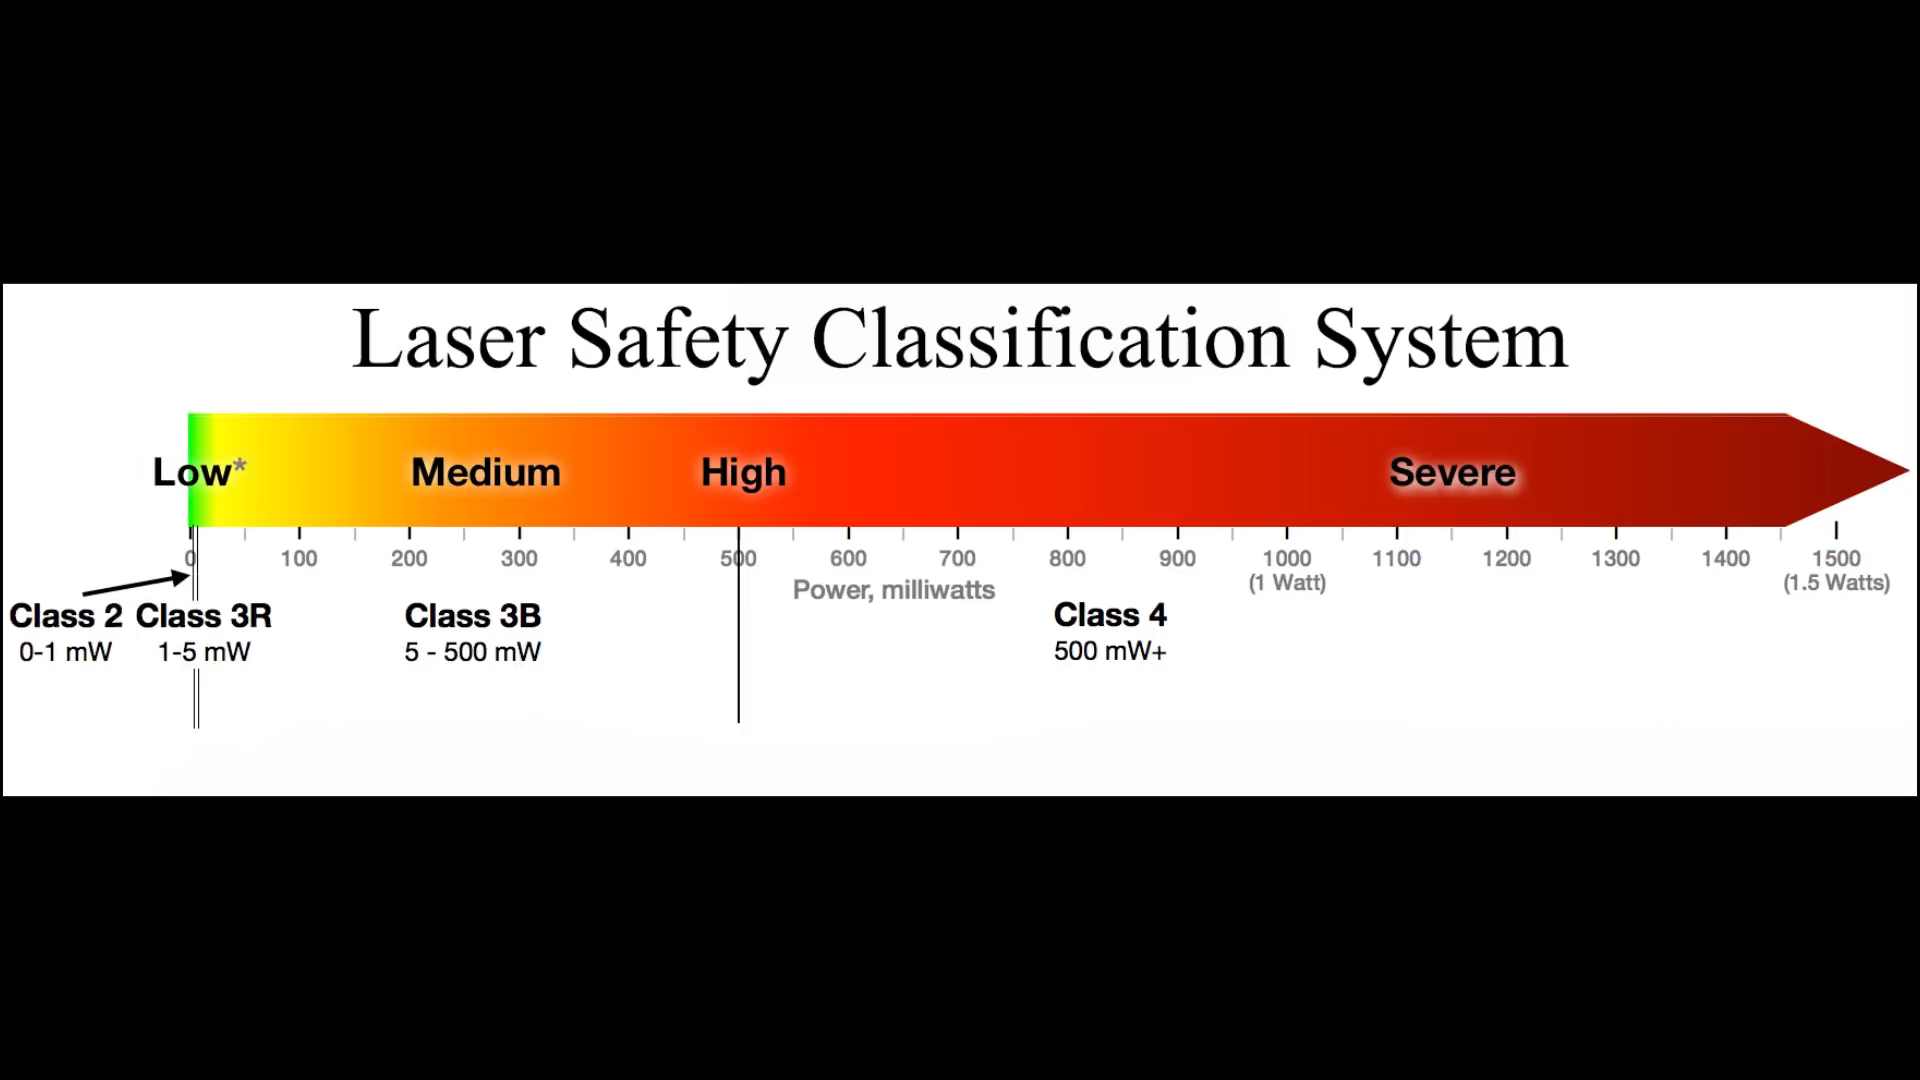 Laser Safety Classification System
Low* Medium High Severe
0 100 200 300 400 500 600 700 800 900 1000 1100 1200 1300 1400 1500
(1 Watt) (1.5 Watts)
Power, milliwatts
Class 2 Class 3R Class 3B Class 4
0-1 mW 1-5 mW 5 - 500 mW 500 mW+